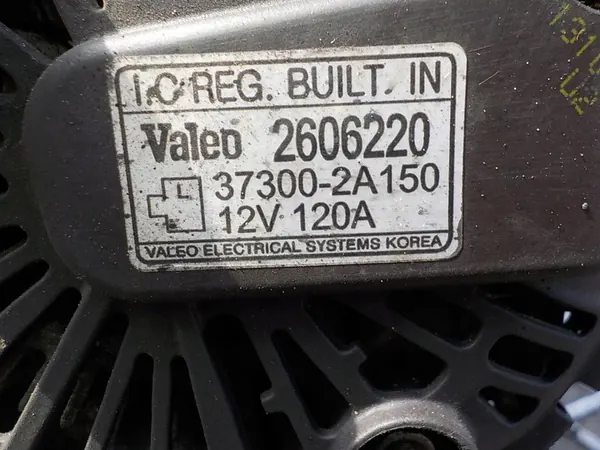 I.C REG. BUILT. IN
Valeo 2606220
37300-2A150
12V 120A
VALEO ELECTRICAL SYSTEMS KOREA